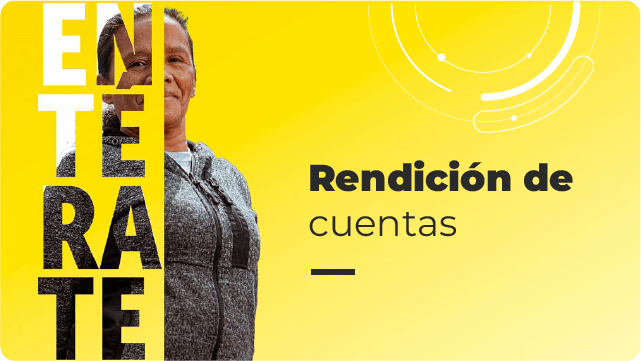 EN
TÉ
RA
TE
Rendición de
cuentas